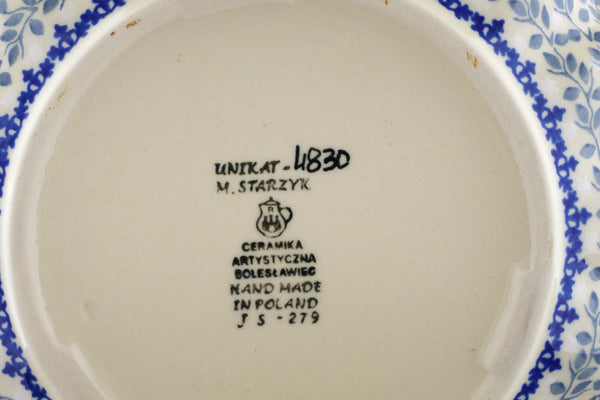 UNIKAT - 4830
M. STARZYK
CERAMIKA
ARTYSTYCZNA
BOLESŁAWIEC
HAND MADE
IN POLAND
J S - 279